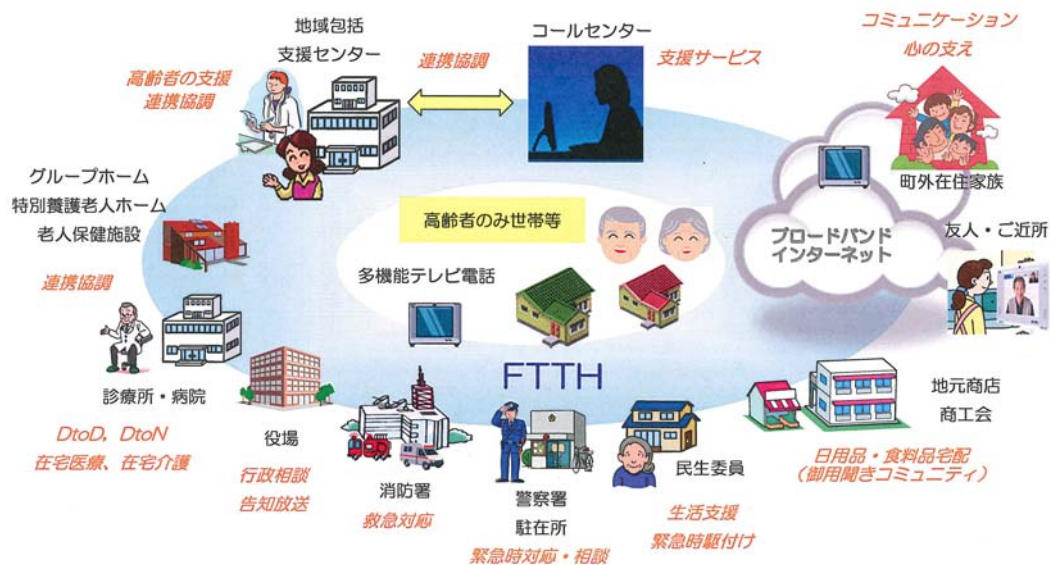 地域包括
支援センター
高齢者の支援
連携協調
連携協調
コールセンター
支援サービス
コミュニケーション
心の支え
町外在住家族
グループホーム
特別養護老人ホーム
老人保健施設
連携協調
高齢者のみ世帯等
多機能テレビ電話
ブロードバンド
インターネット
友人・ご近所
FTTH
診療所・病院
DtoD, DtoN
在宅医療、在宅介護
役場
行政相談
告知放送
消防署
救急対応
警察署
駐在所
緊急時対応・相談
民生委員
生活支援
緊急時駆付け
地元商店
商工会
日用品・食料品宅配
(御用聞きコミュニティ)